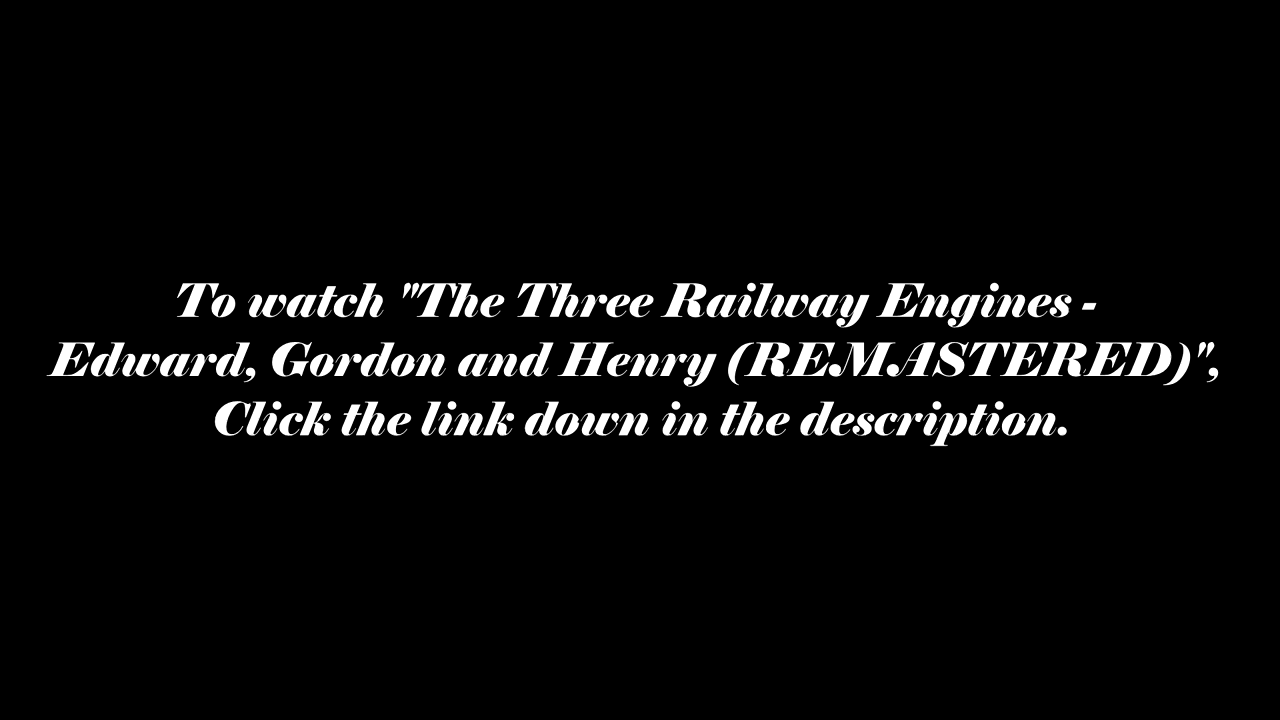 To watch "The Three Railway Engines -
Edward, Gordon and Henry (REMASTERED)",
Click the link down in the description.